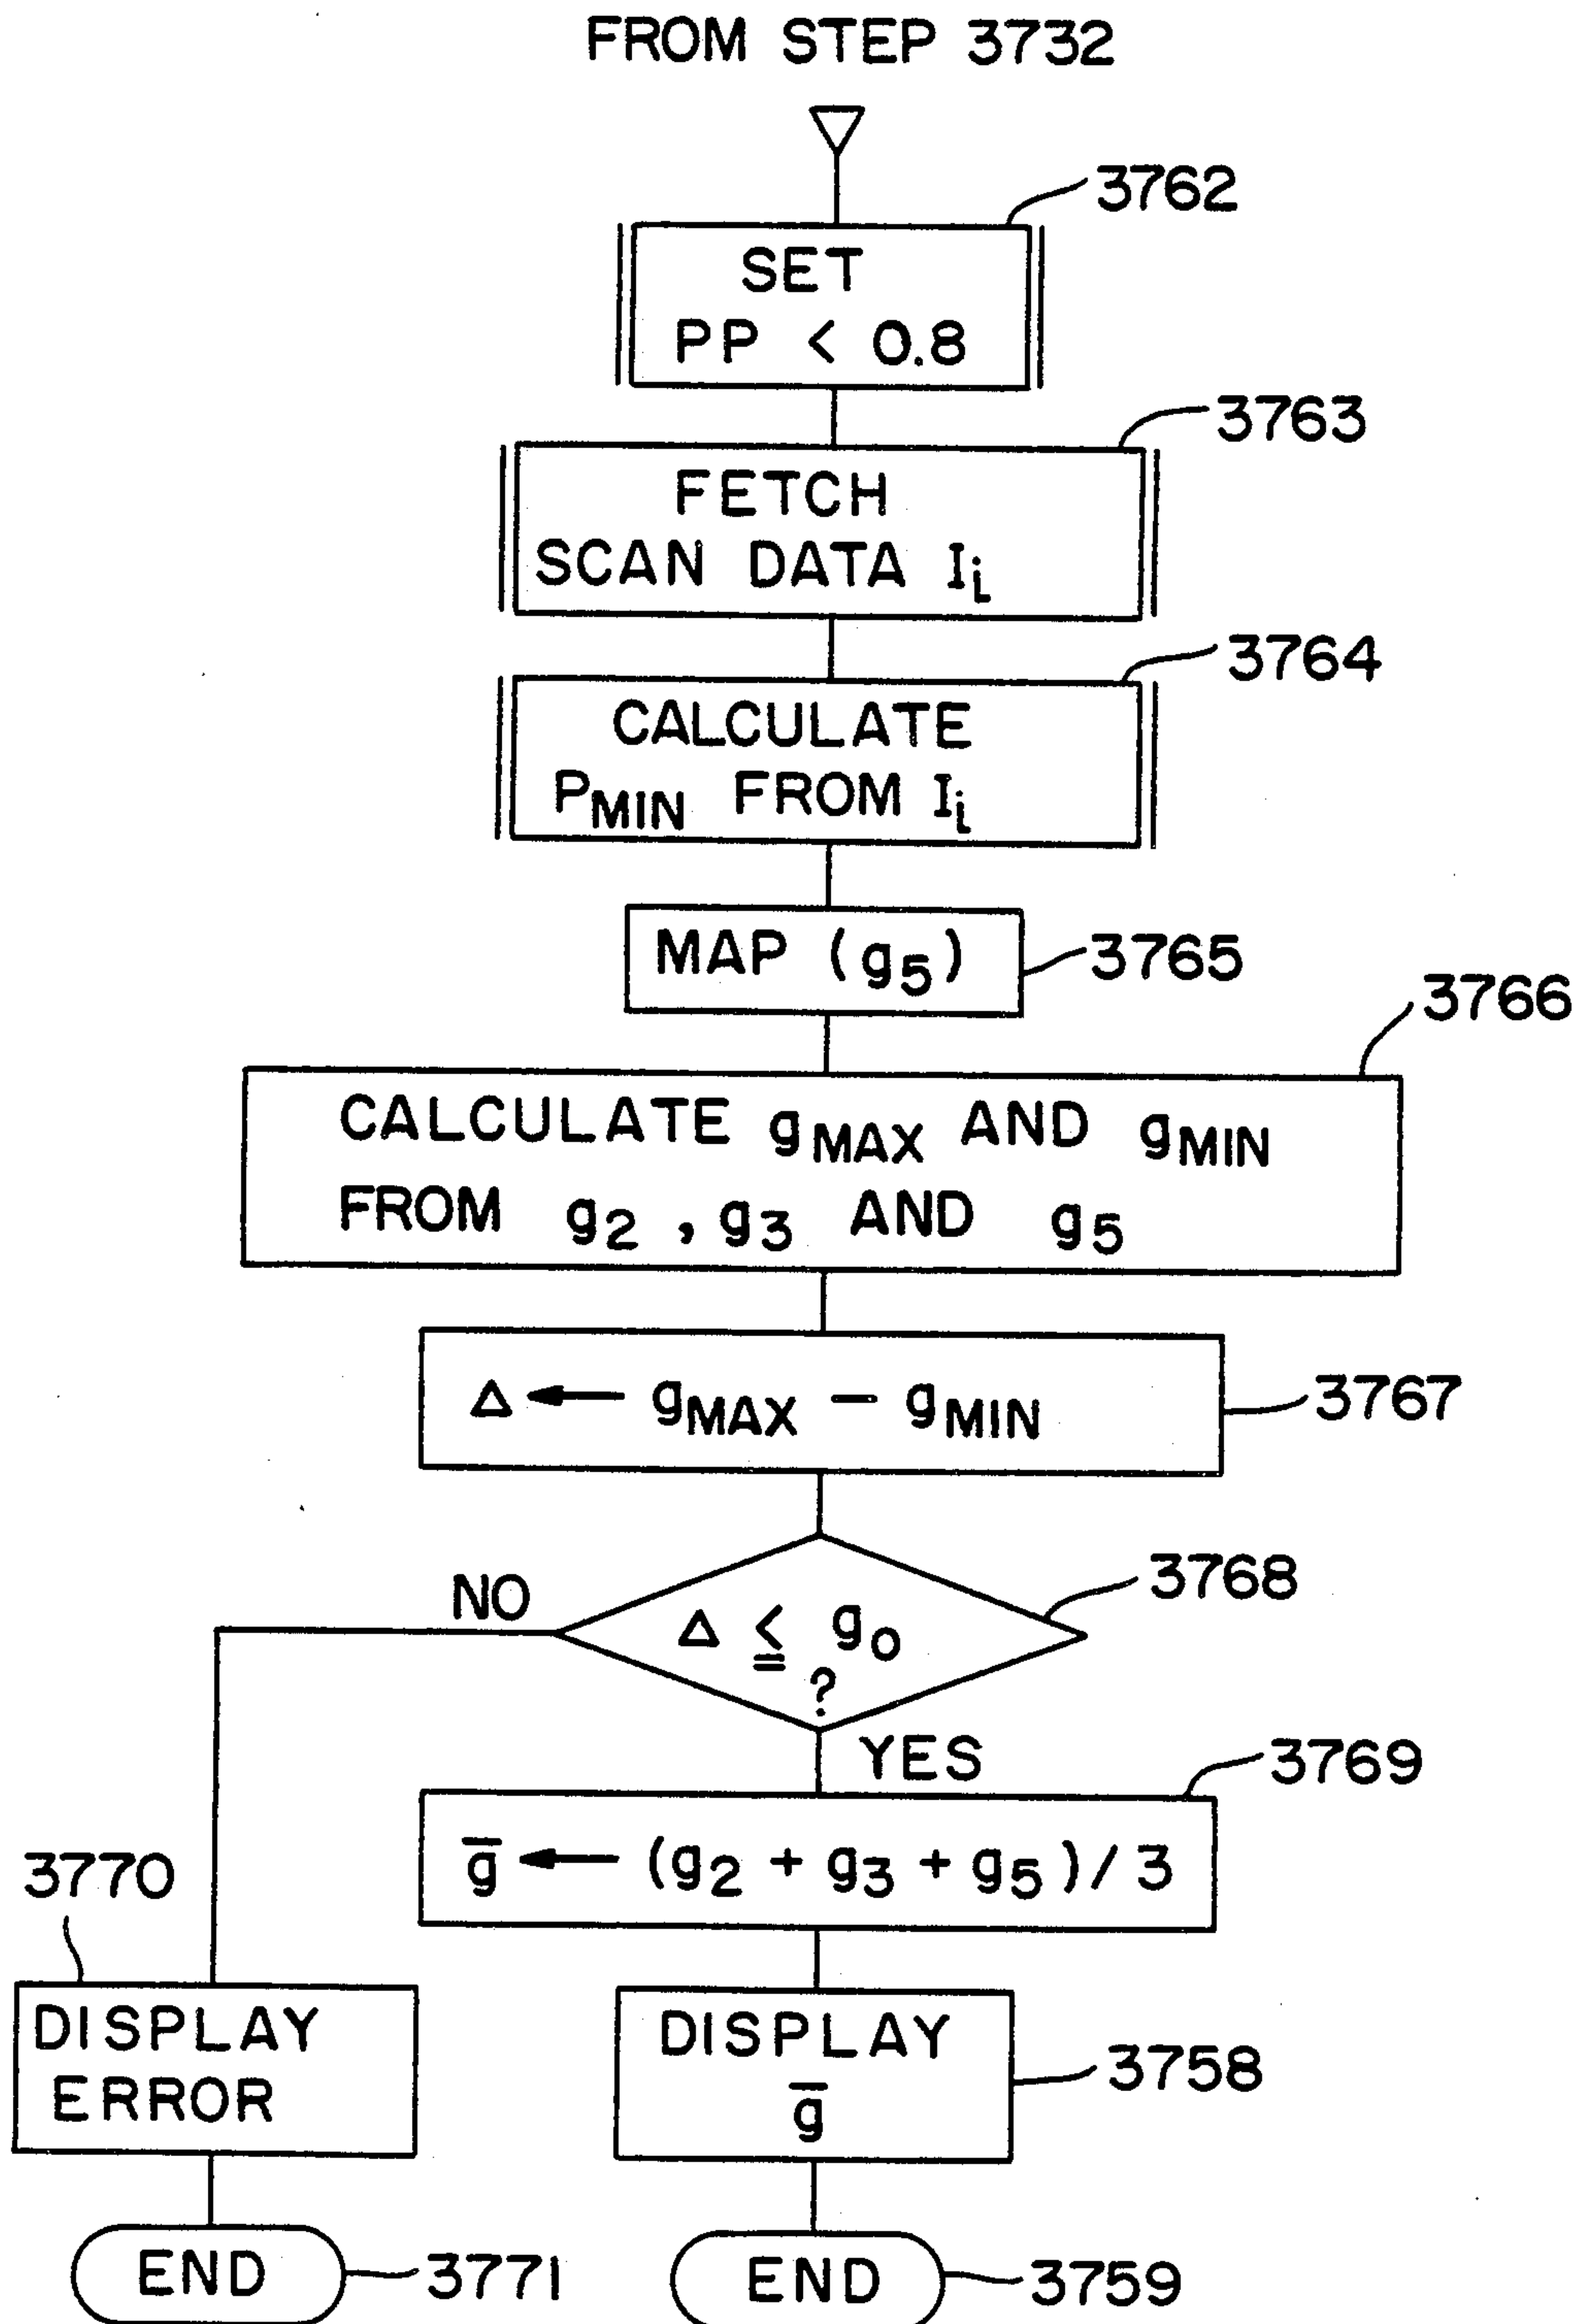 FROM STEP 3732
3762
SET
PP < 0.8
3763
FETCH
SCAN DATA Ii
3764
CALCULATE
PMIN FROM Ii
MAP (g5)
3765
3766
CALCULATE gMAX AND gMIN
FROM g2 , g3 AND g5
Δ ← gMAX − gMIN
3767
3768
NO
Δ ≦ go
?
YES
3769
g̅ ← (g2 + g3 + g5) / 3
3770
DISPLAY
ERROR
DISPLAY
g̅
3758
END
3771
END
3759